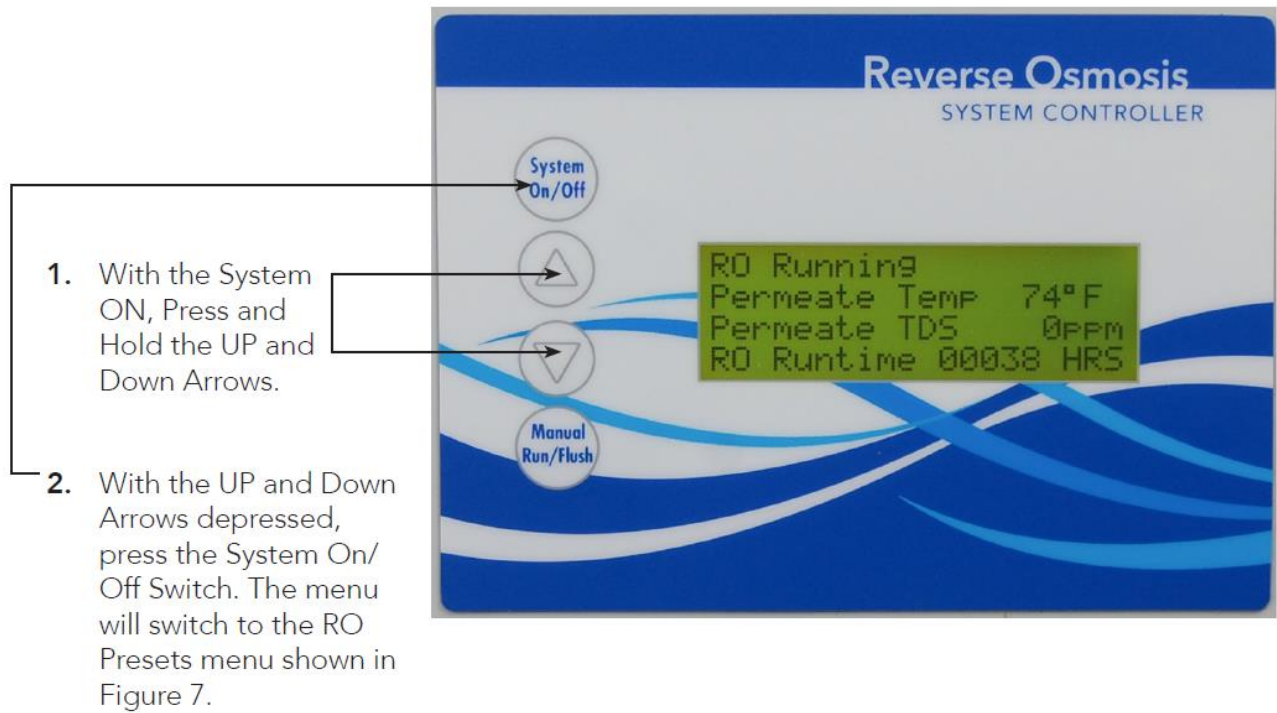 Reverse Osmosis
SYSTEM CONTROLLER
System
On/Off
RO Running
Permeate Temp 74°F
Permeate TDS 0ppm
RO Runtime 00038 HRS
Manual
Run/Flush
1. With the System
ON, Press and
Hold the UP and
Down Arrows.
2. With the UP and Down
Arrows depressed,
press the System On/
Off Switch. The menu
will switch to the RO
Presets menu shown in
Figure 7.